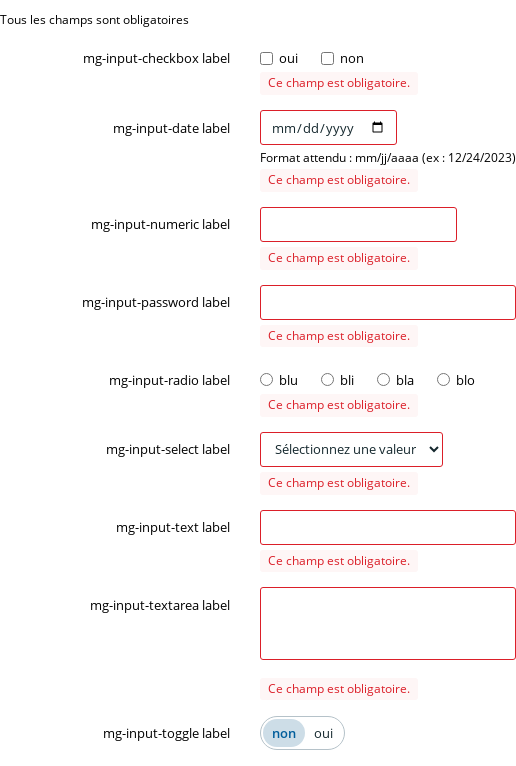 Tous les champs sont obligatoires
mg-input-checkbox label oui non
Ce champ est obligatoire.
mg-input-date label mm/dd/yyyy
Format attendu : mm/jj/aaaa (ex : 12/24/2023)
Ce champ est obligatoire.
mg-input-numeric label
Ce champ est obligatoire.
mg-input-password label
Ce champ est obligatoire.
mg-input-radio label blu bli bla blo
Ce champ est obligatoire.
mg-input-select label Sélectionnez une valeur
Ce champ est obligatoire.
mg-input-text label
Ce champ est obligatoire.
mg-input-textarea label
Ce champ est obligatoire.
mg-input-toggle label non oui